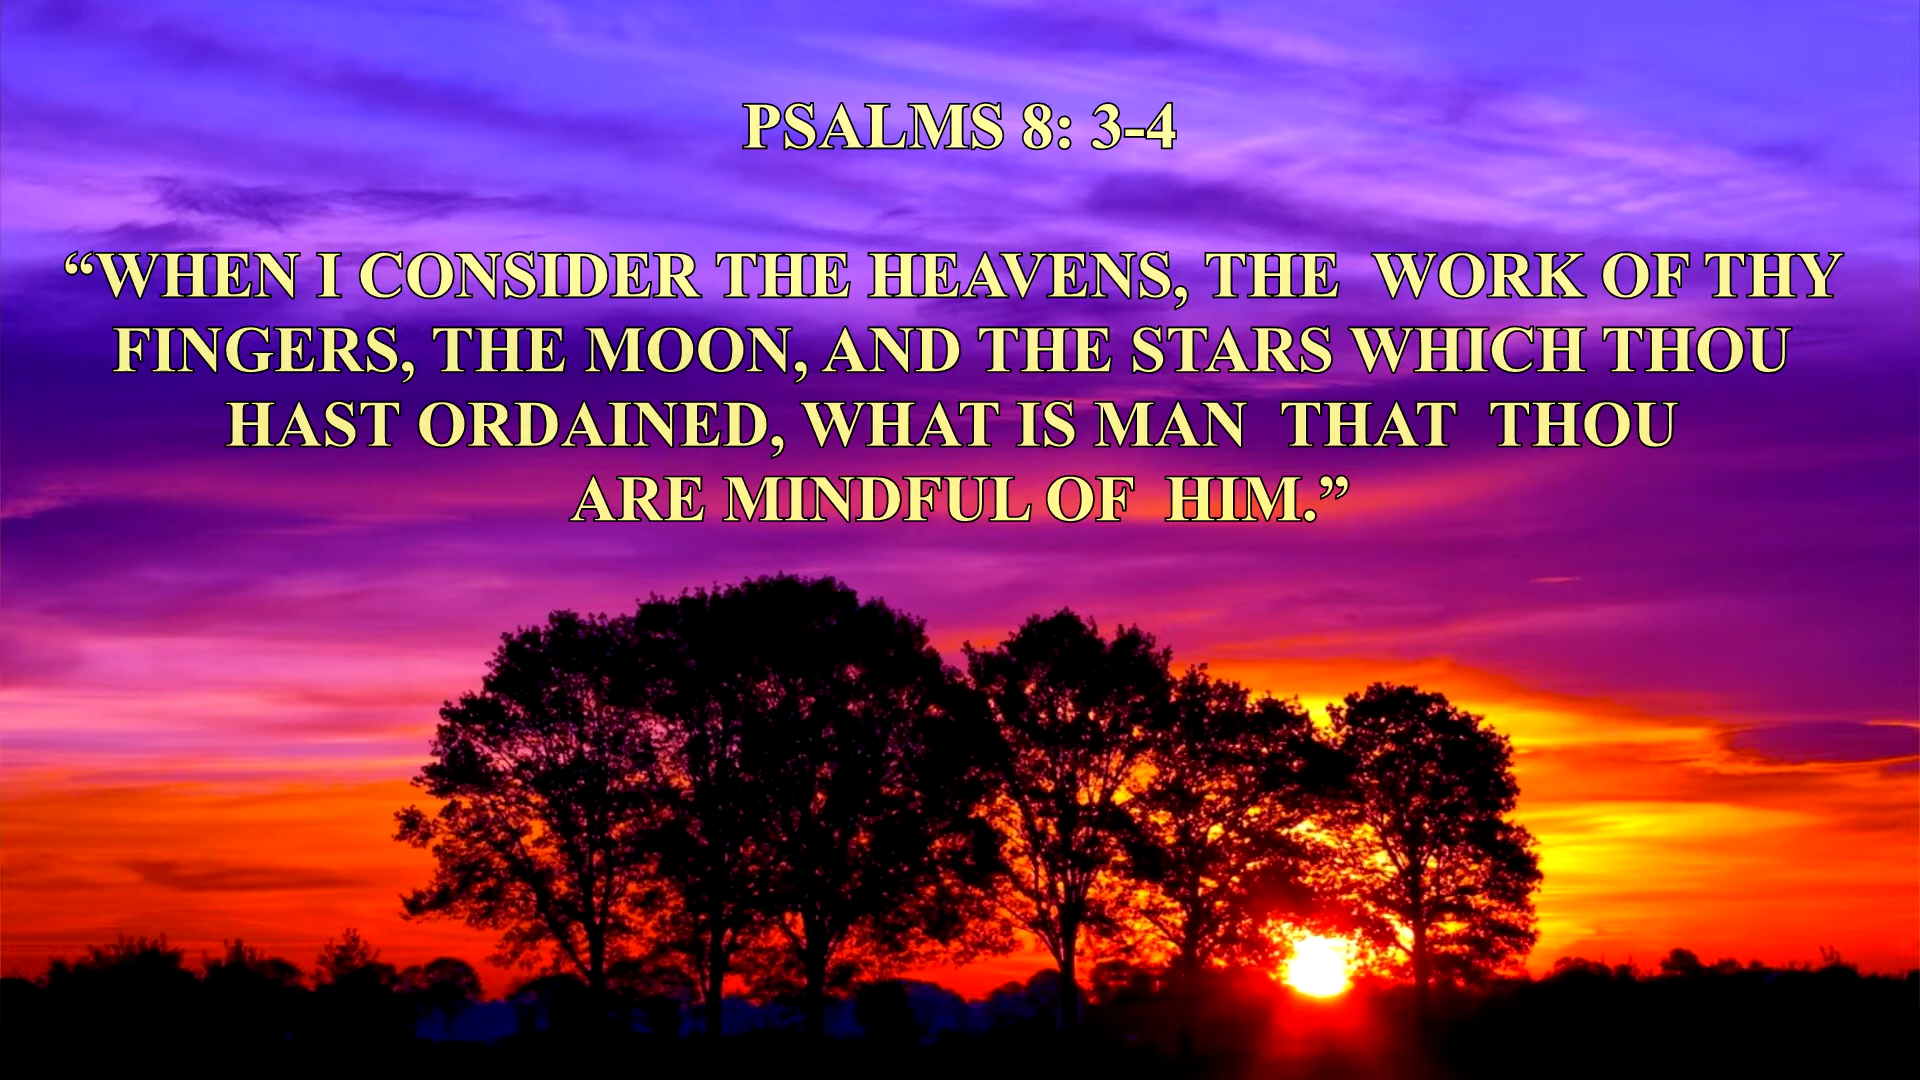 PSALMS 8: 3-4
“WHEN I CONSIDER THE HEAVENS, THE  WORK OF THY
FINGERS, THE MOON, AND THE STARS WHICH THOU
HAST ORDAINED, WHAT IS MAN  THAT  THOU
ARE MINDFUL OF  HIM.”